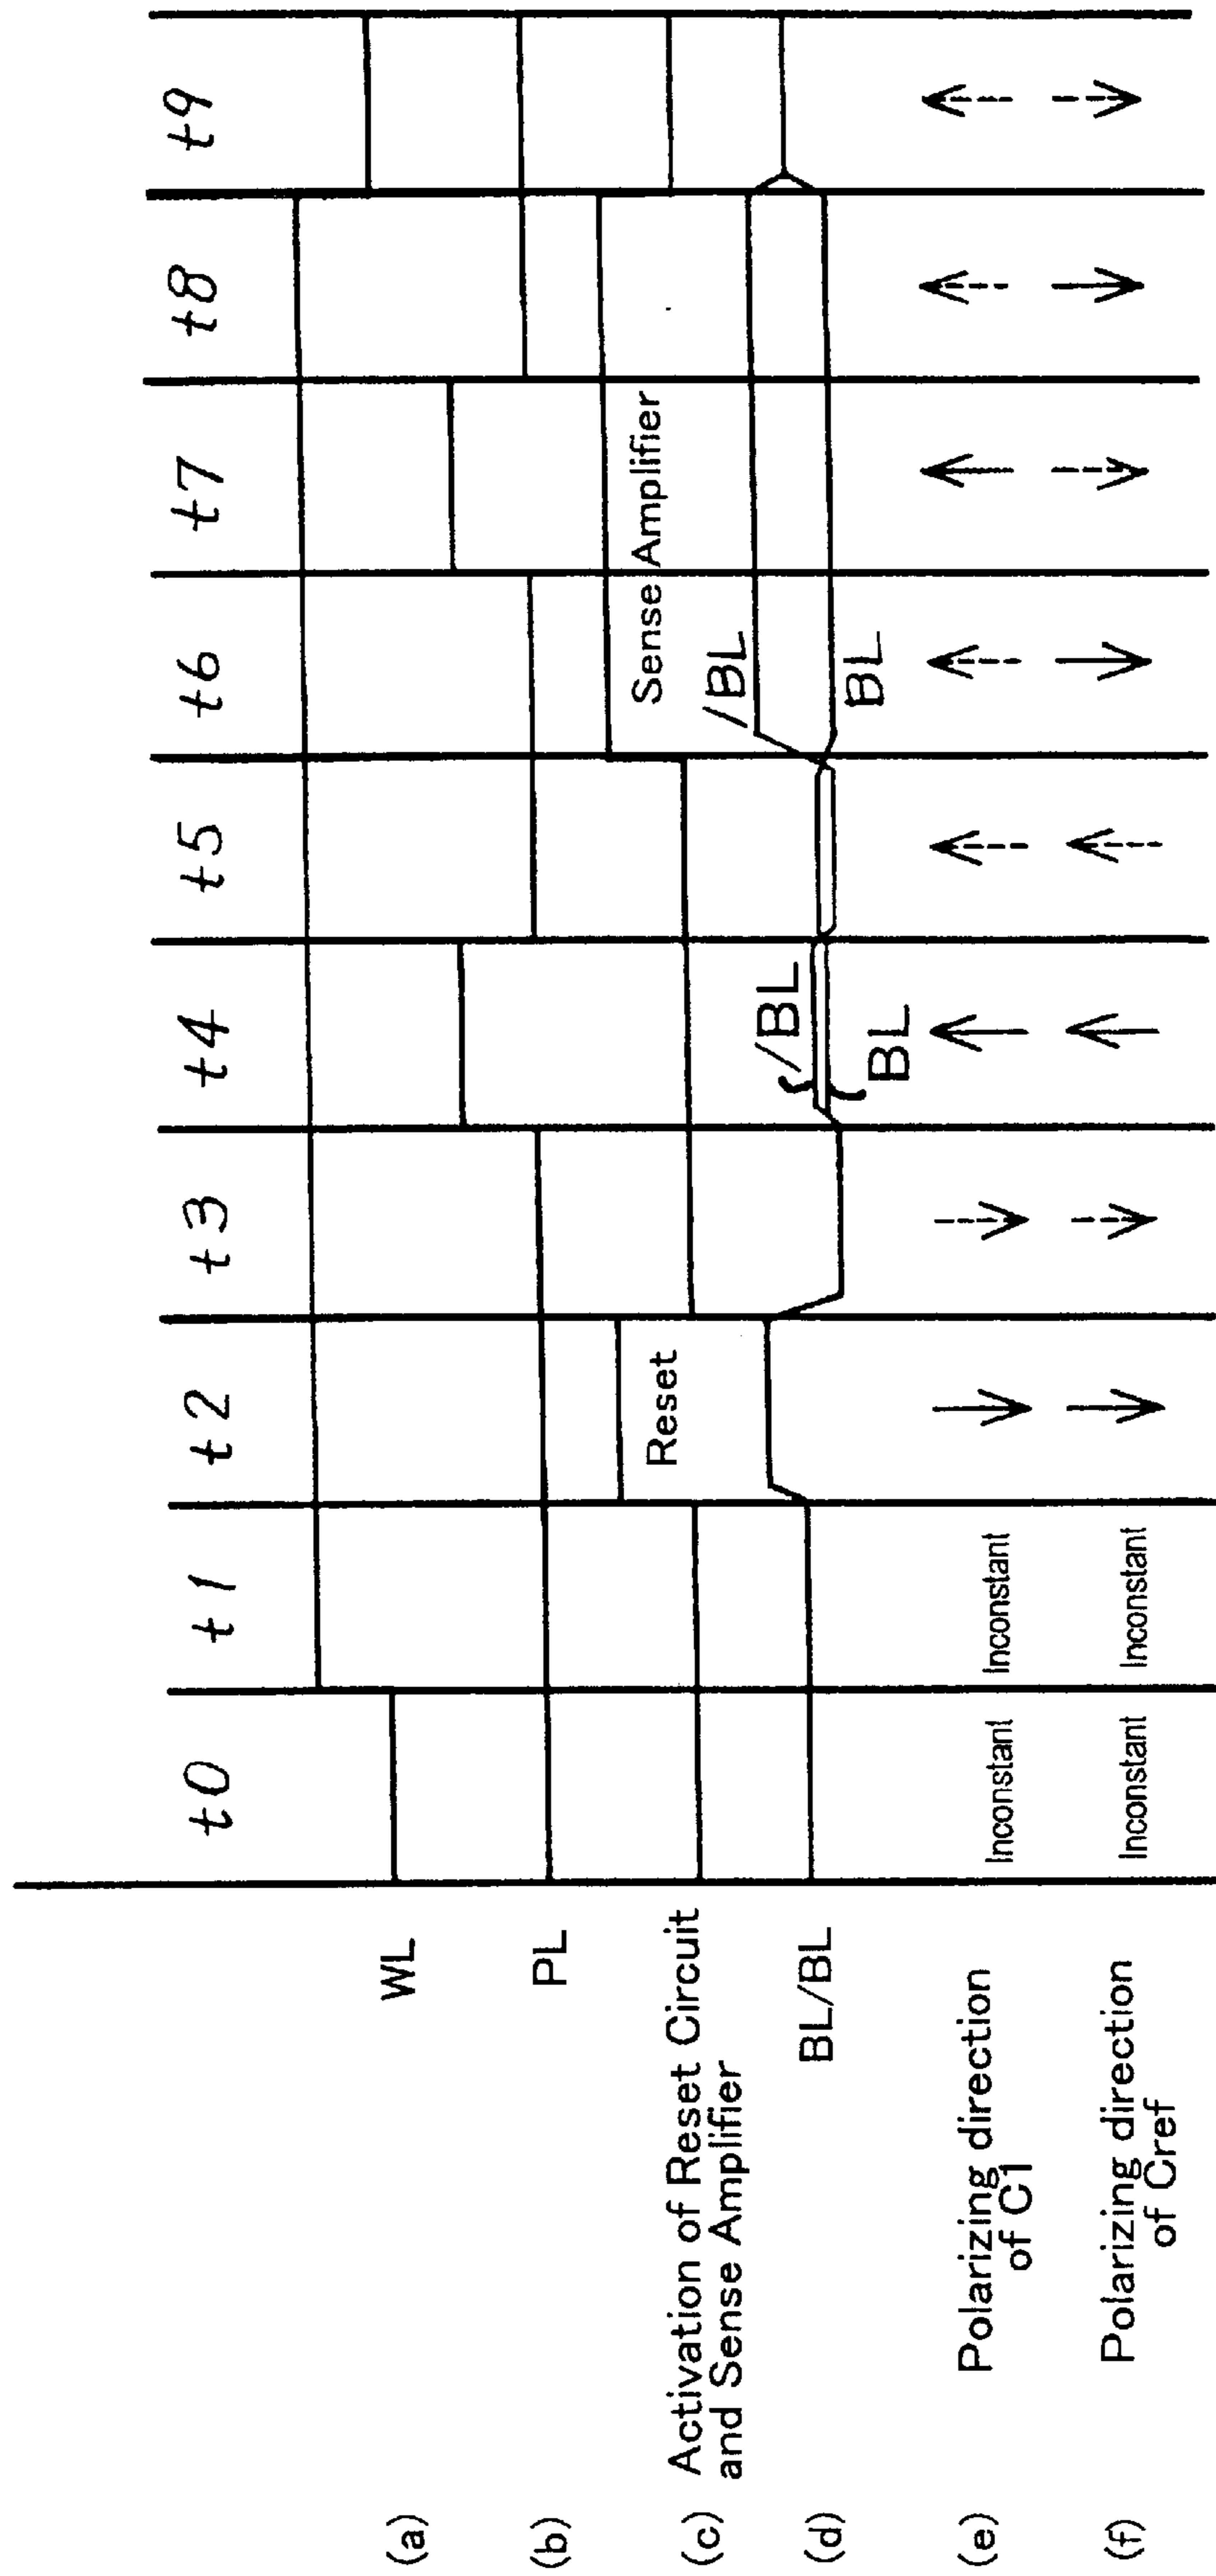 t0 t1 t2 t3 t4 t5 t6 t7 t8 t9
(a) WL
(b) PL
(c) Activation of Reset Circuit
and Sense Amplifier
Reset
Sense Amplifier
(d) BL/BL
/BL
BL
/BL
BL
(e) Polarizing direction
of C1
Inconstant Inconstant
(f) Polarizing direction
of Cref
Inconstant Inconstant